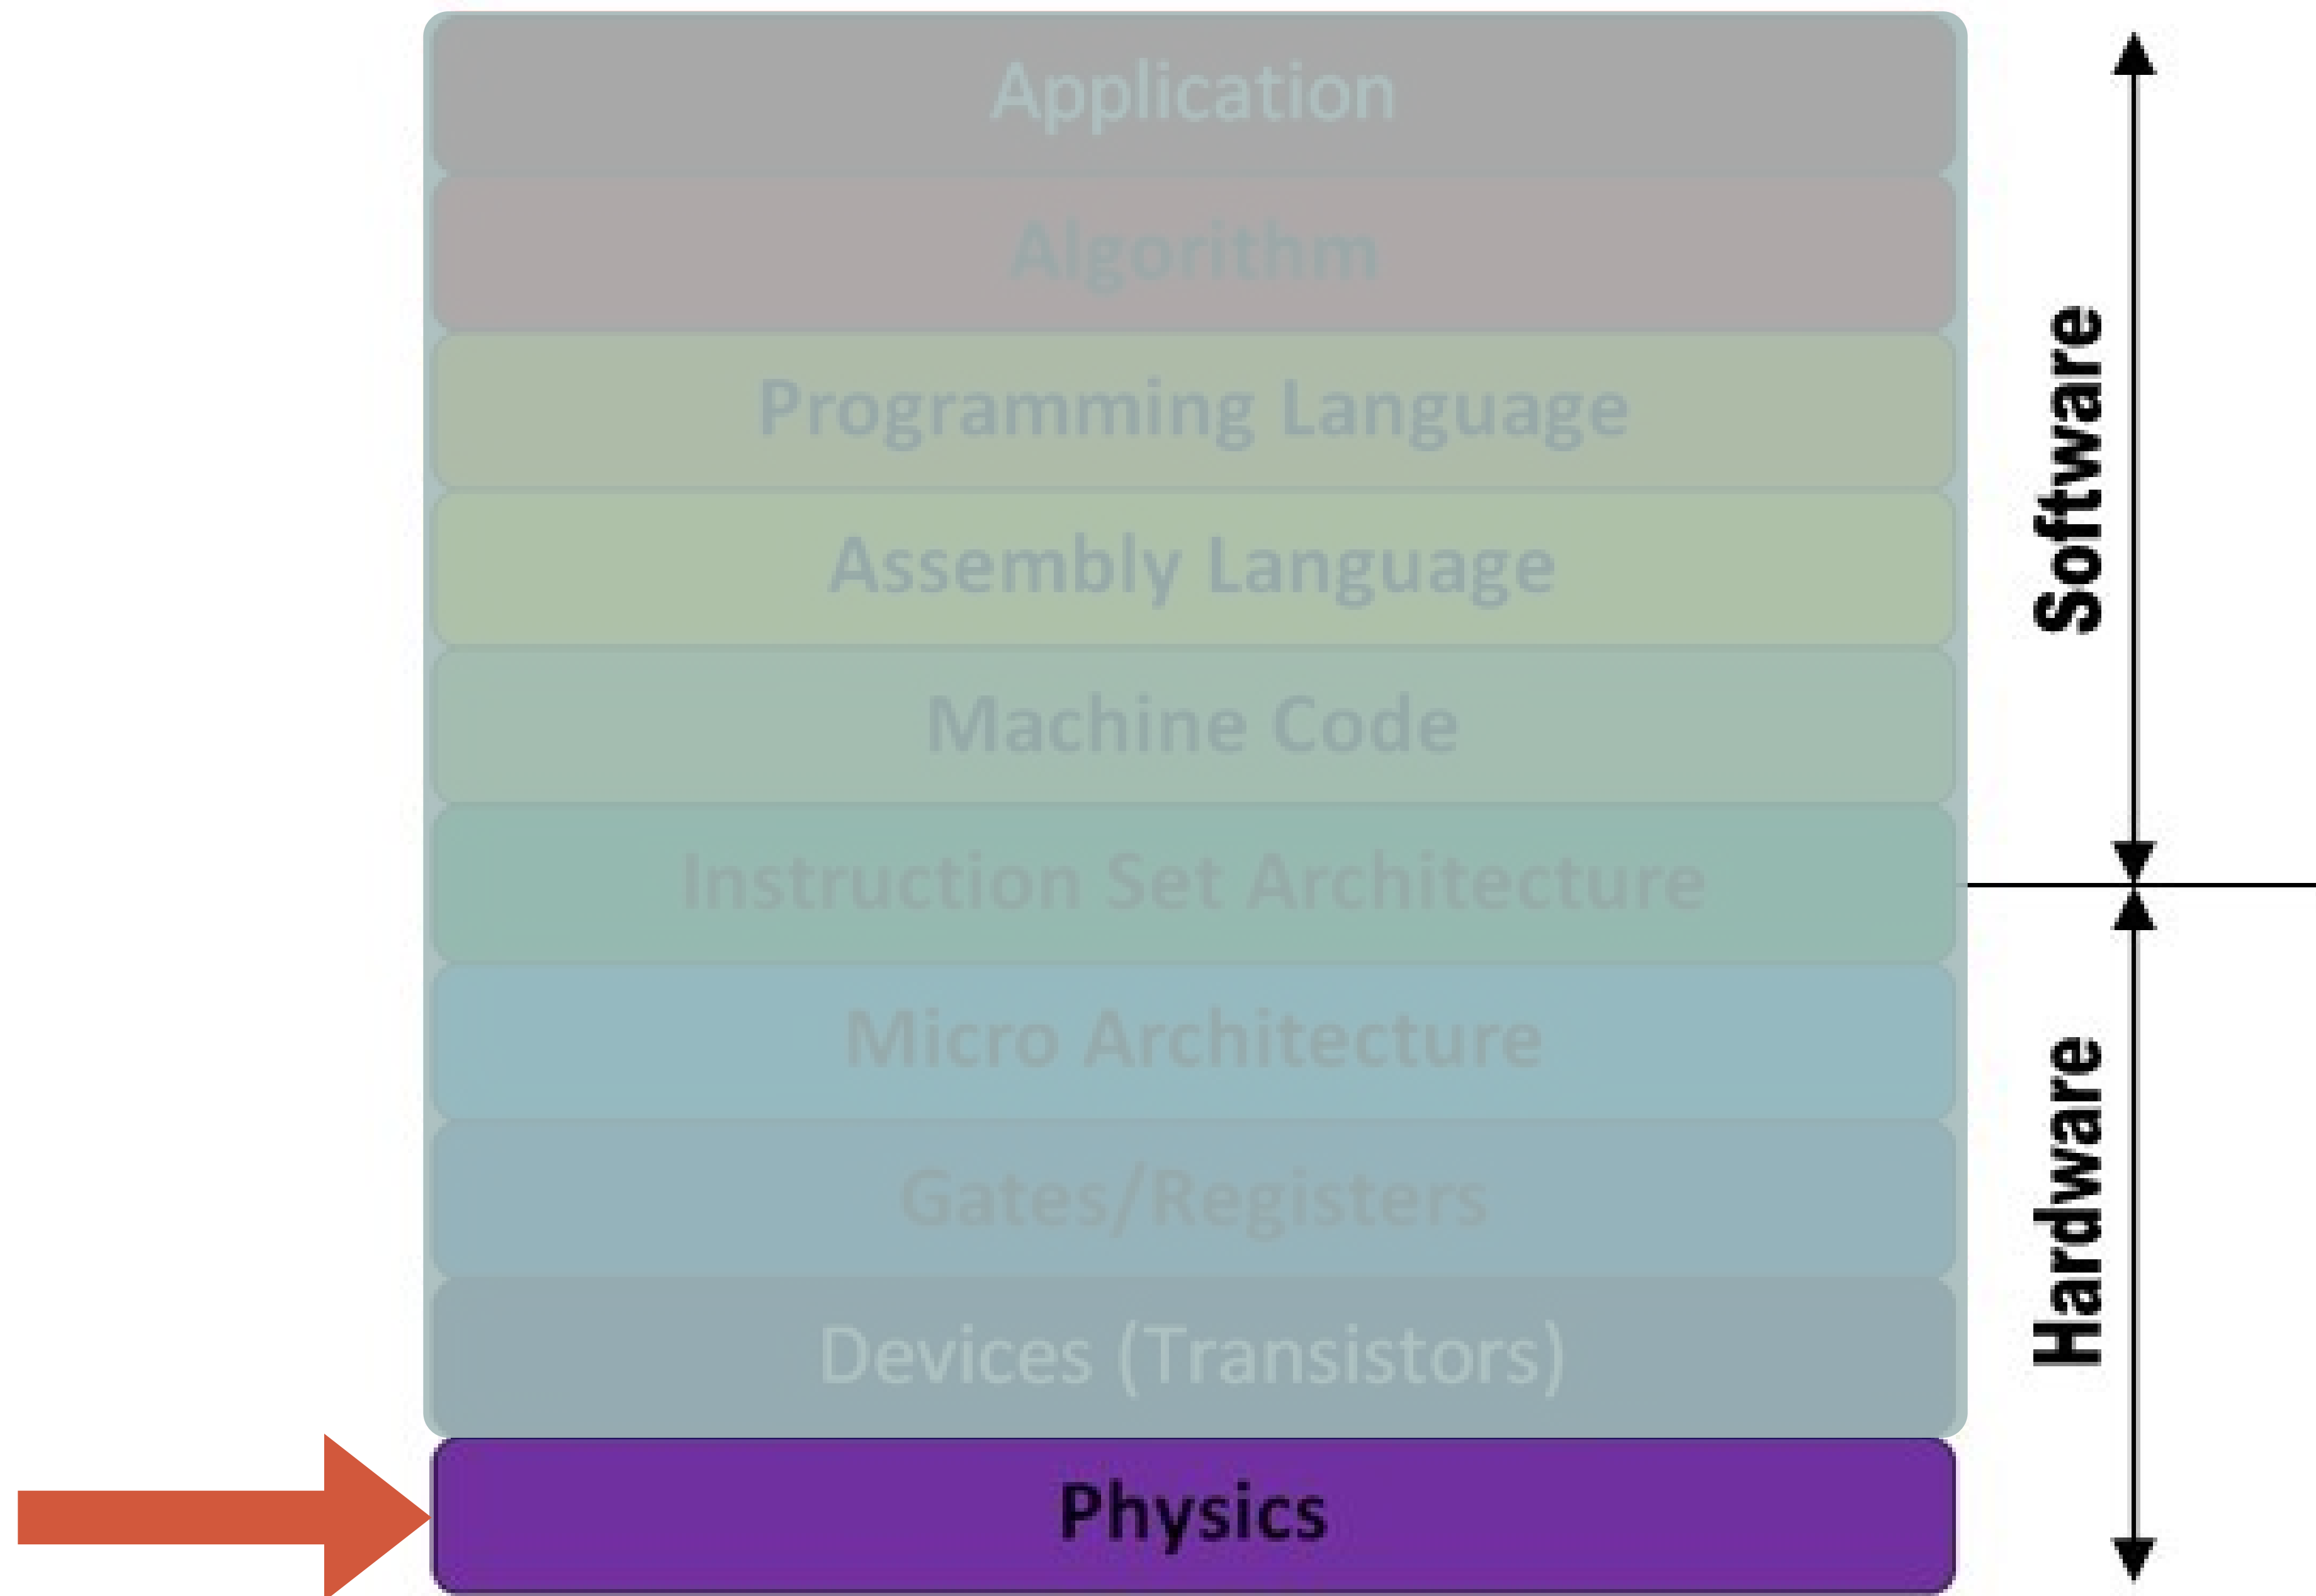 Application
Algorithm
Programming Language
Assembly Language
Machine Code
Instruction Set Architecture
Micro Architecture
Gates/Registers
Devices (Transistors)
Physics
Software
Hardware